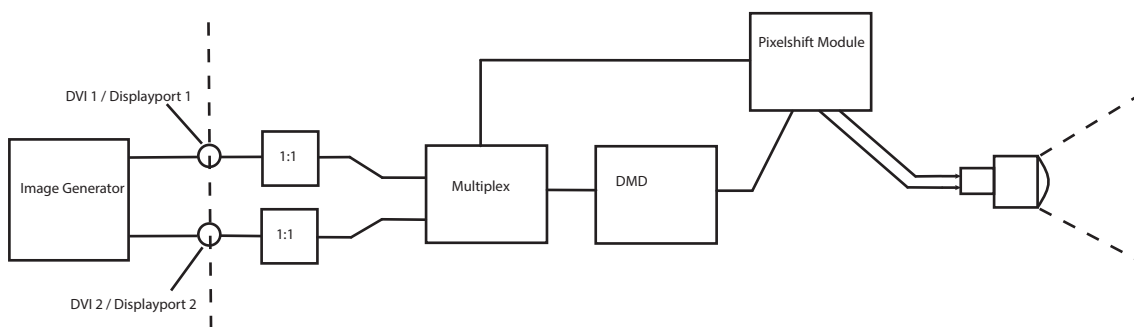 Pixelshift Module
DVI 1 / Displayport 1
1:1
Image Generator
Multiplex
DMD
1:1
DVI 2 / Displayport 2